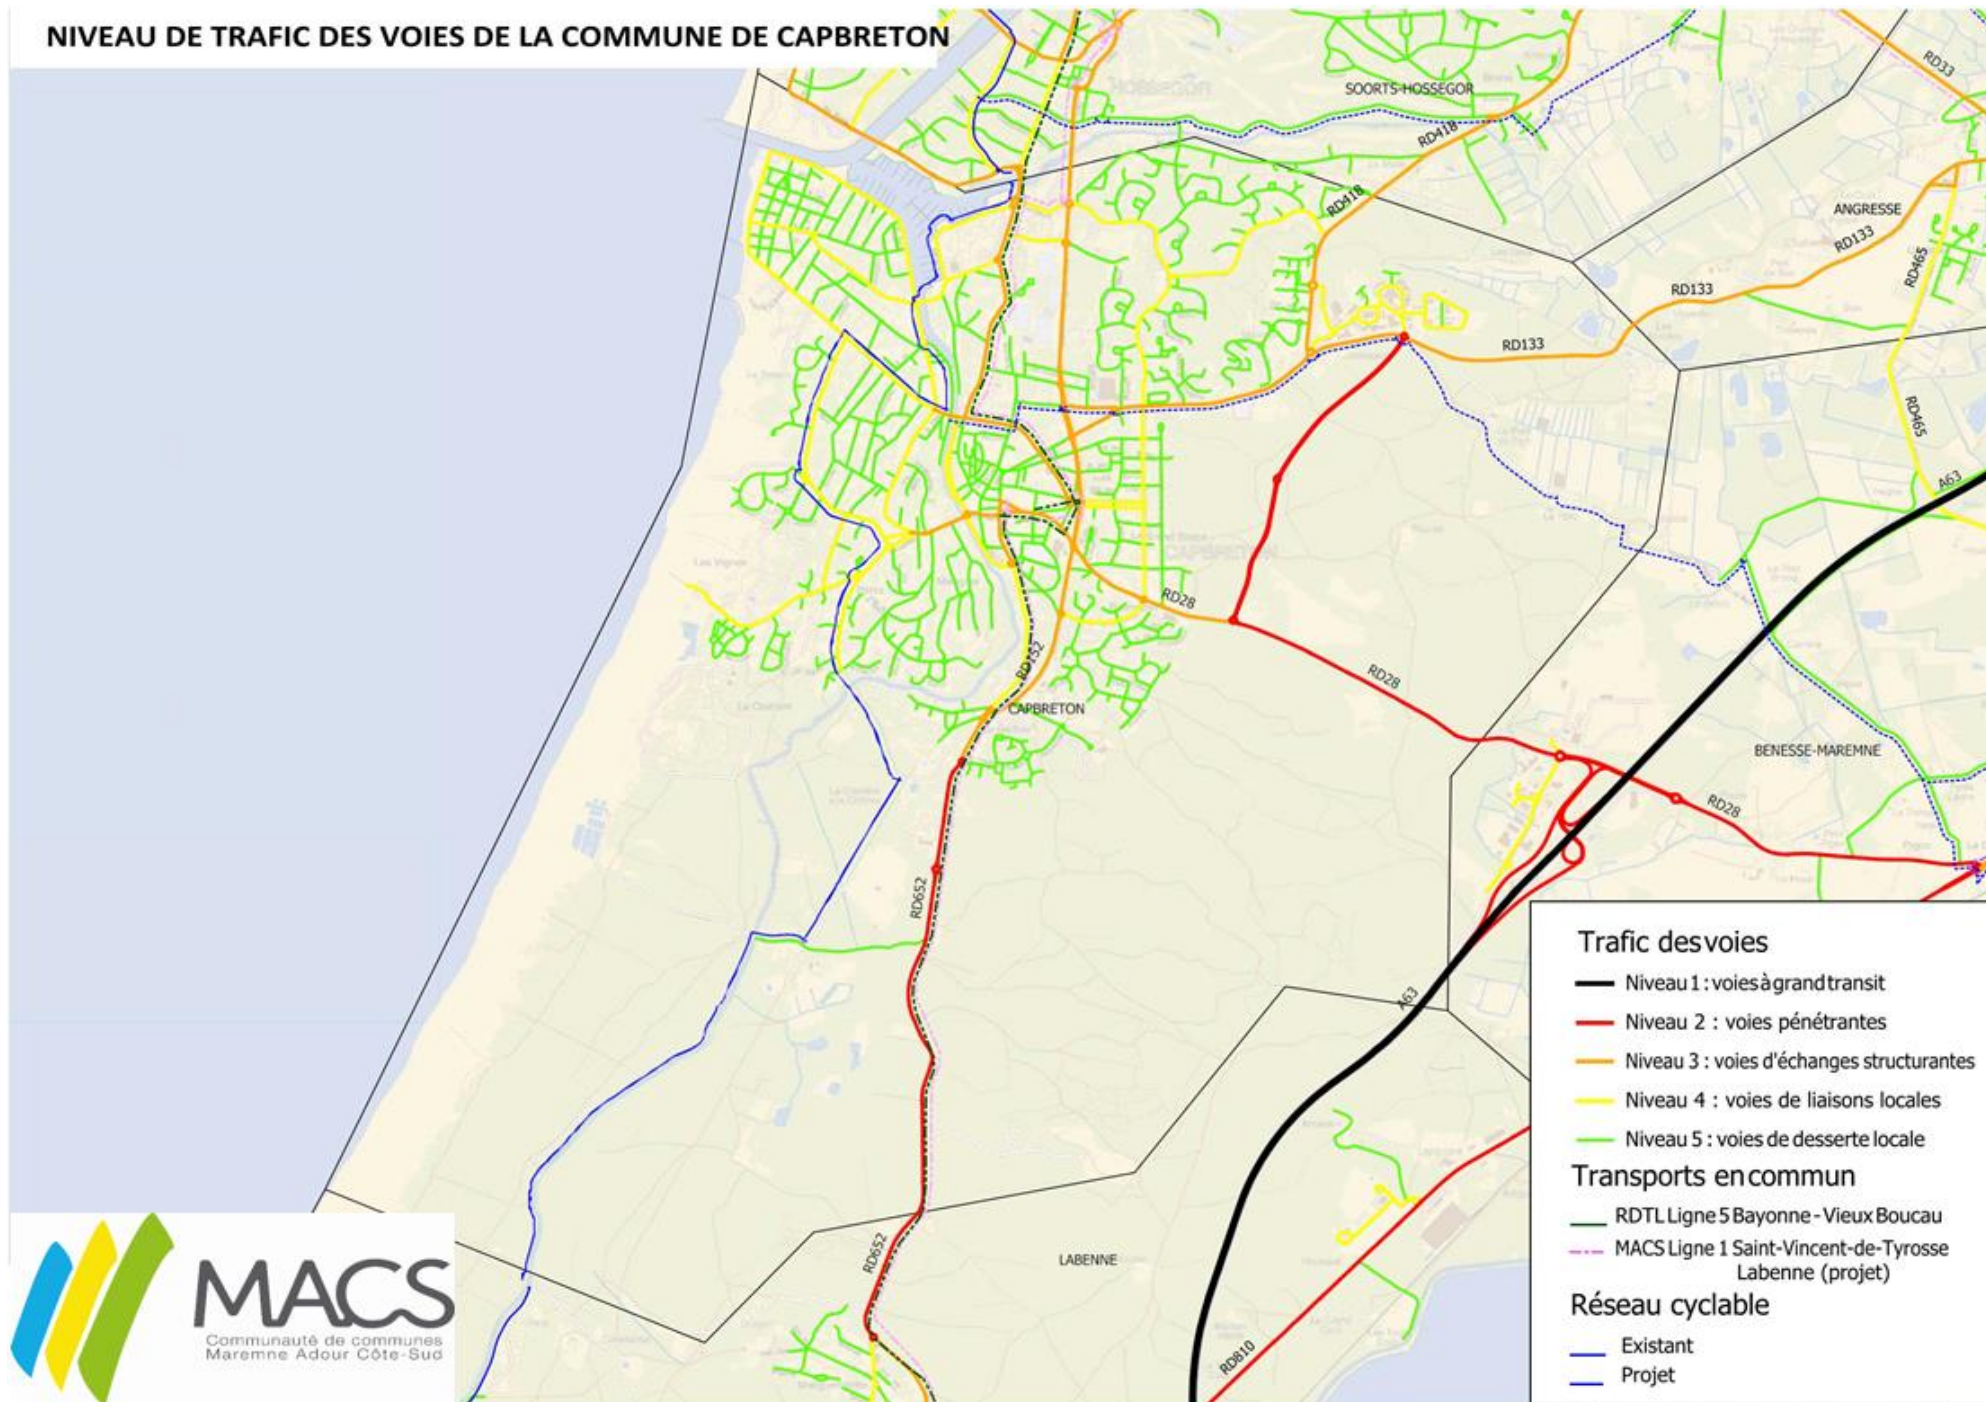 NIVEAU DE TRAFIC DES VOIES DE LA COMMUNE DE CAPBRETON
RD33
SOORTS-HOSSEGOR
HOSSEGOR
RD418
RD418
ANGRESSE
RD133
RD465
RD133
RD133
RD465
A63
CAPBRETON
RD28
RD152
RD28
CAPBRETON
BENESSE-MAREMNE
RD28
RD652
A63
RD652
LABENNE
RD810
Trafic des voies
Niveau 1 : voies à grand transit
Niveau 2 : voies pénétrantes
Niveau 3 : voies d'échanges structurantes
Niveau 4 : voies de liaisons locales
Niveau 5 : voies de desserte locale
Transports en commun
RDTL Ligne 5 Bayonne - Vieux Boucau
MACS Ligne 1 Saint-Vincent-de-Tyrosse
Labenne (projet)
Réseau cyclable
Existant
Projet
MACS
Communauté de communes
Maremne Adour Côte-Sud